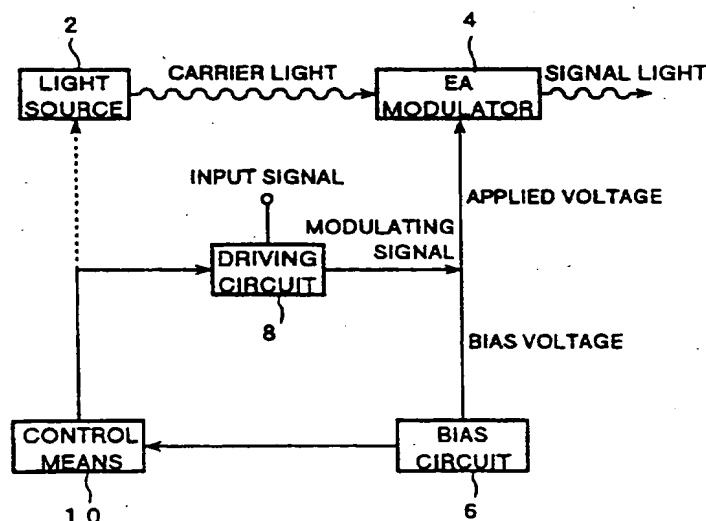 2
4
LIGHT
SOURCE
CARRIER LIGHT
EA
MODULATOR
SIGNAL LIGHT
INPUT SIGNAL
APPLIED VOLTAGE
MODULATING
SIGNAL
DRIVING
CIRCUIT
8
BIAS VOLTAGE
CONTROL
MEANS
BIAS
CIRCUIT
10
6